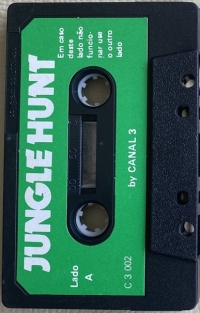 JUNGLE HUNT
Em caso
deste
lado não
funcio-
nar use
o outro
lado
Lado
A
by CANAL 3
C 3 002